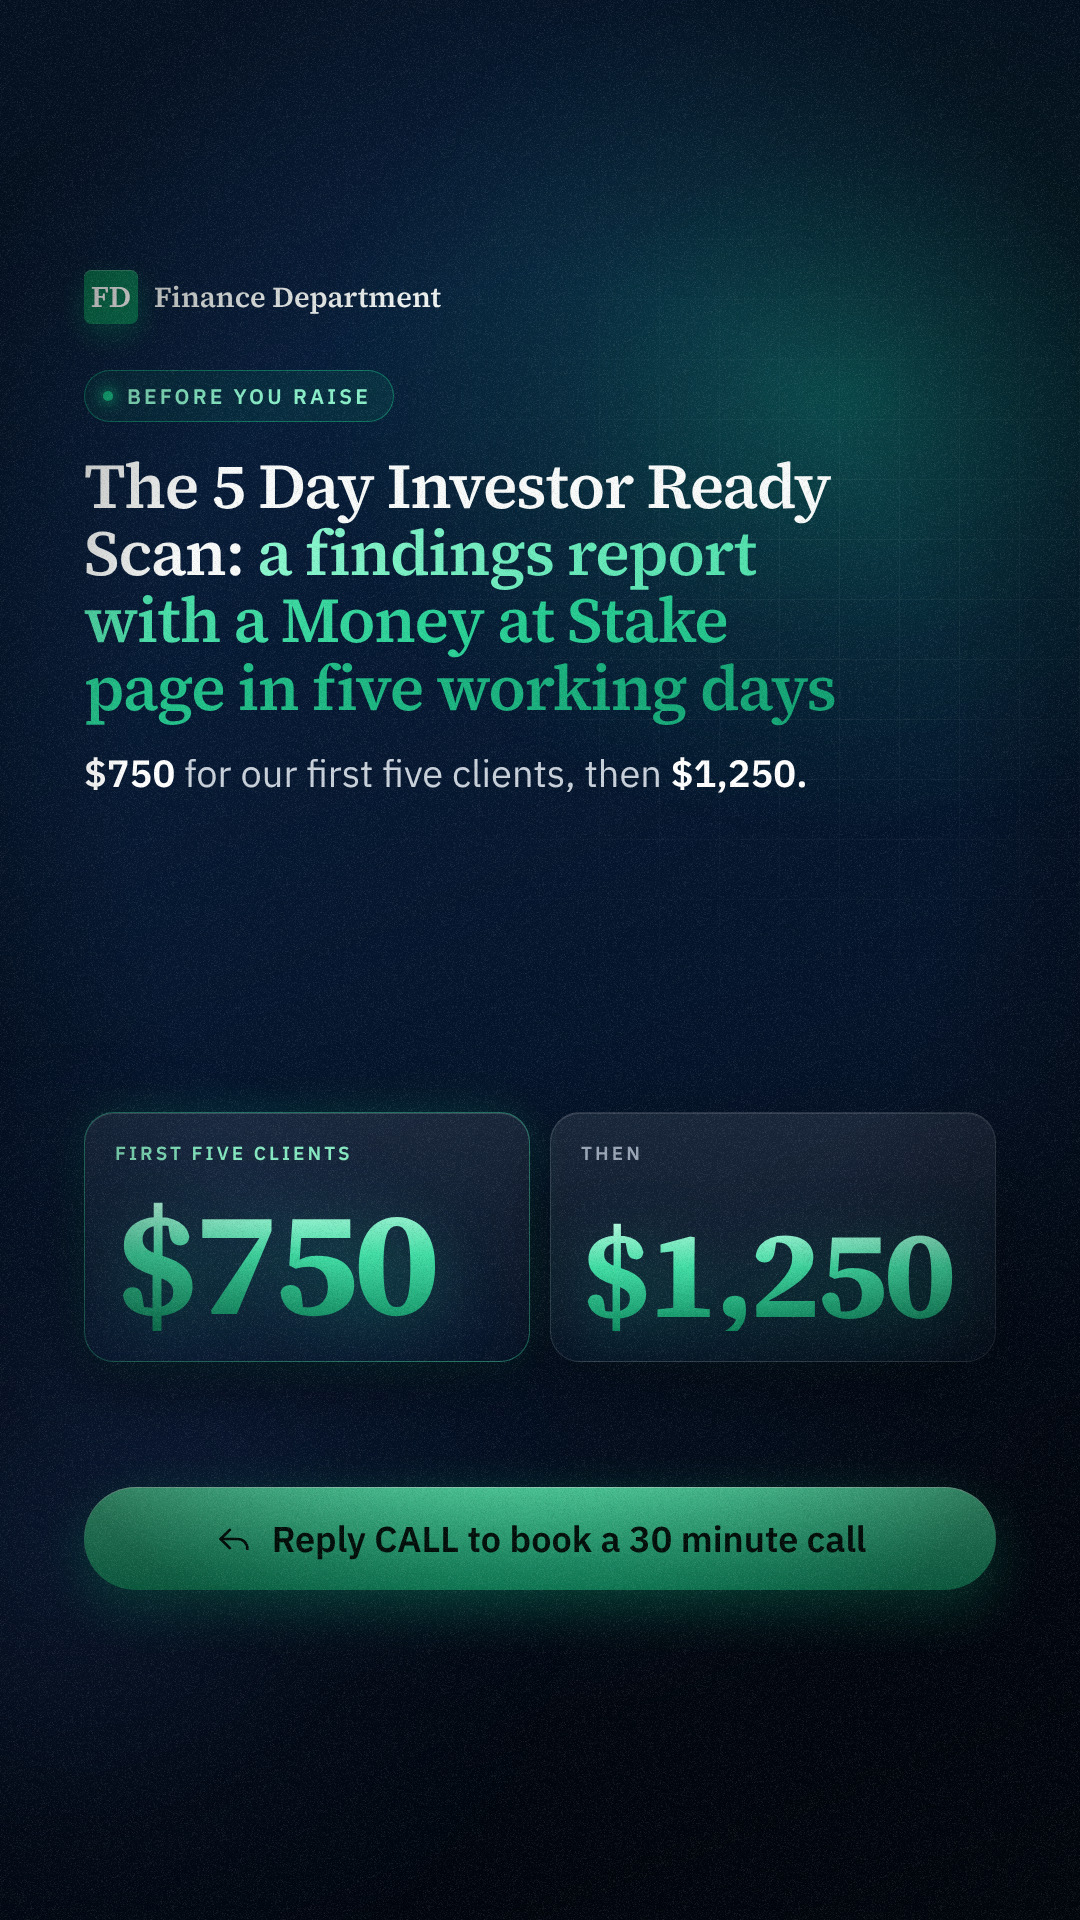 FD Finance Department
BEFORE YOU RAISE
The 5 Day Investor Ready
Scan: a findings report
with a Money at Stake
page in five working days
$750 for our first five clients, then $1,250.
FIRST FIVE CLIENTS
$750
THEN
$1,250
Reply CALL to book a 30 minute call